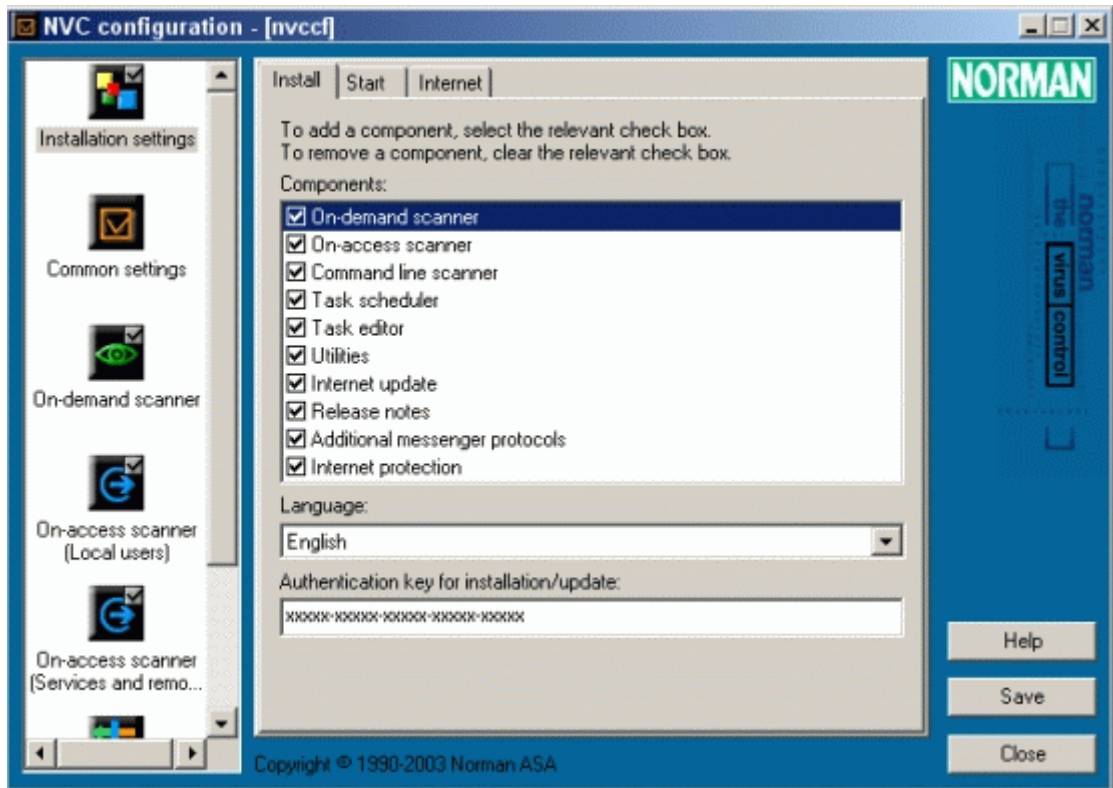 NVC configuration - [nvccf]
Installation settings
Common settings
On-demand scanner
On-access scanner
(Local users)
On-access scanner
(Services and remo...
Install
Start
Internet
To add a component, select the relevant check box.
To remove a component, clear the relevant check box.
Components:
On-demand scanner
On-access scanner
Command line scanner
Task scheduler
Task editor
Utilities
Internet update
Release notes
Additional messenger protocols
Internet protection
Language:
English
Authentication key for installation/update:
xxxxx-xxxxx-xxxxx-xxxxx-xxxxx
Copyright © 1990-2003 Norman ASA
NORMAN
norman
the virus control
Help
Save
Close